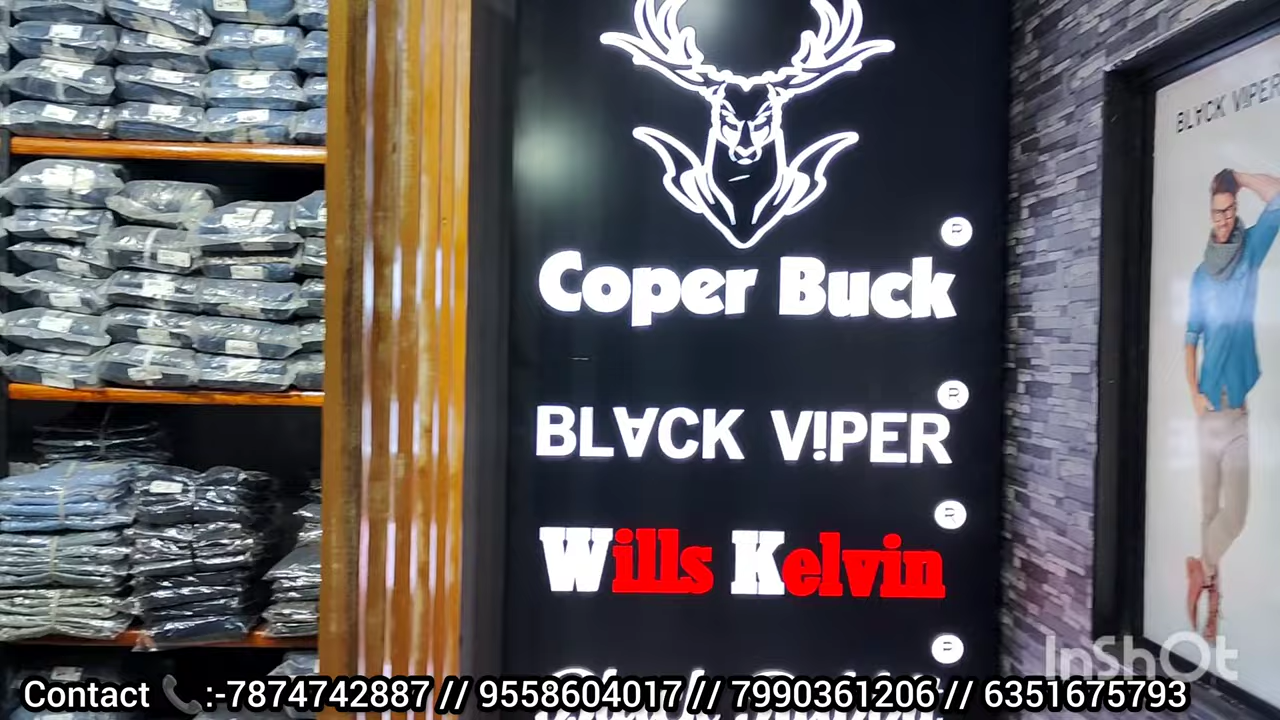 Coper Buck ®
BLACK VIPER ®
Wills Kelvin ®
BLACK VIPER
InShOt
Contact 📞:-7874742887 // 9558604017 // 7990361206 // 6351675793